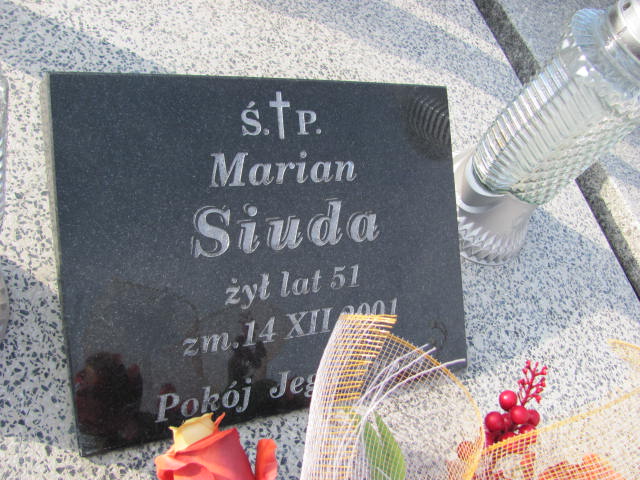 Ś.†P.
Marian
Siuda
żył lat 51
zm.14 XII 2001
Pokój